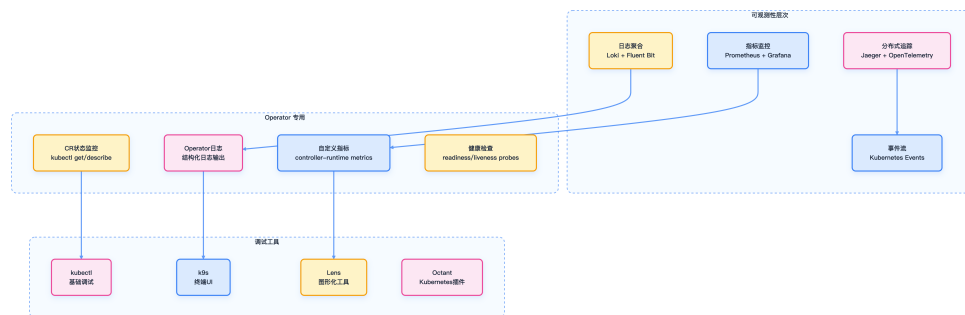 可观测性层次
日志聚合
Loki + Fluent Bit
指标监控
Prometheus + Grafana
分布式追踪
Jaeger + OpenTelemetry
事件流
Kubernetes Events
Operator 专用
CR状态监控
kubectl get/describe
Operator日志
结构化日志输出
自定义指标
controller-runtime metrics
健康检查
readiness/liveness probes
调试工具
kubectl
基础调试
k9s
终端UI
Lens
图形化工具
Octant
Kubernetes插件